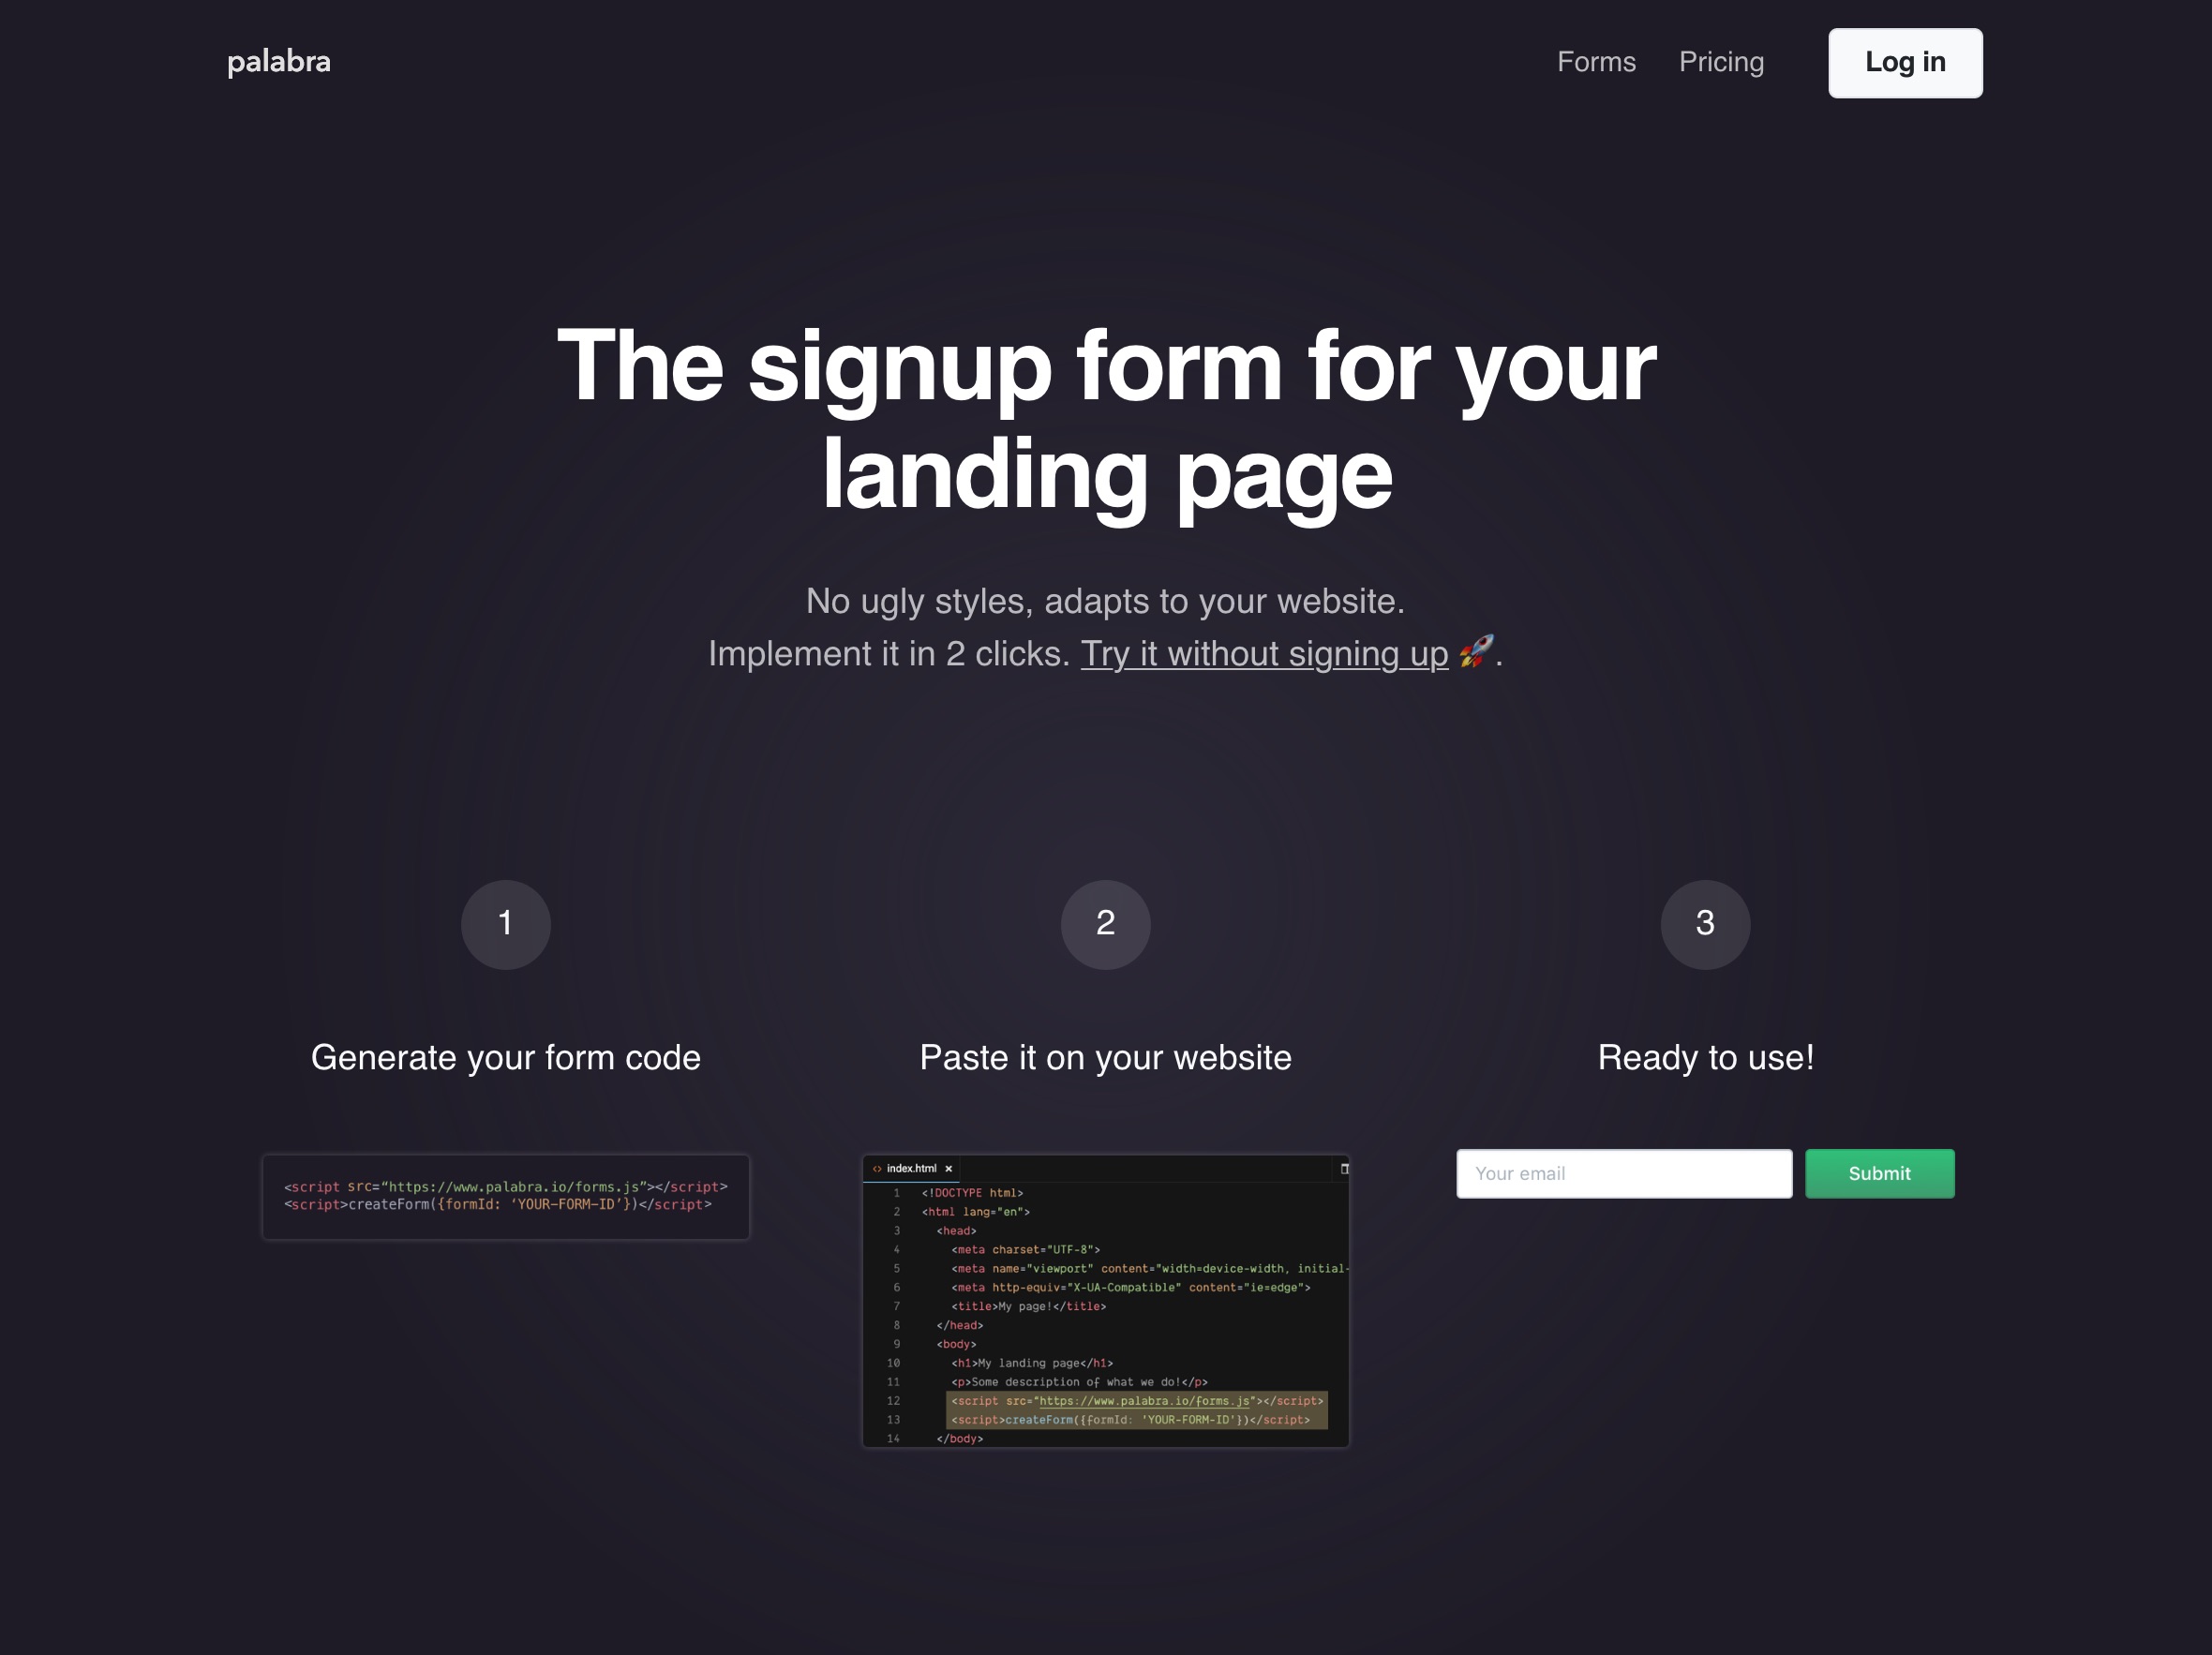 palabra
Forms
Pricing
Log in
The signup form for your
landing page
No ugly styles, adapts to your website.
Implement it in 2 clicks. Try it without signing up 🚀.
1
Generate your form code
<script src=“https://www.palabra.io/forms.js”></script>
<script>createForm({formId: ‘YOUR-FORM-ID’})</script>
2
Paste it on your website
<> index.html ×
1 <!DOCTYPE html>
2 <html lang="en">
3 <head>
4 <meta charset="UTF-8">
5 <meta name="viewport" content="width=device-width, initial-
6 <meta http-equiv="X-UA-Compatible" content="ie=edge">
7 <title>My page!</title>
8 </head>
9 <body>
10 <h1>My landing page</h1>
11 <p>Some description of what we do!</p>
12 <script src="https://www.palabra.io/forms.js"></script>
13 <script>createForm({formId: 'YOUR-FORM-ID'})</script>
14 </body>
3
Ready to use!
Your email
Submit